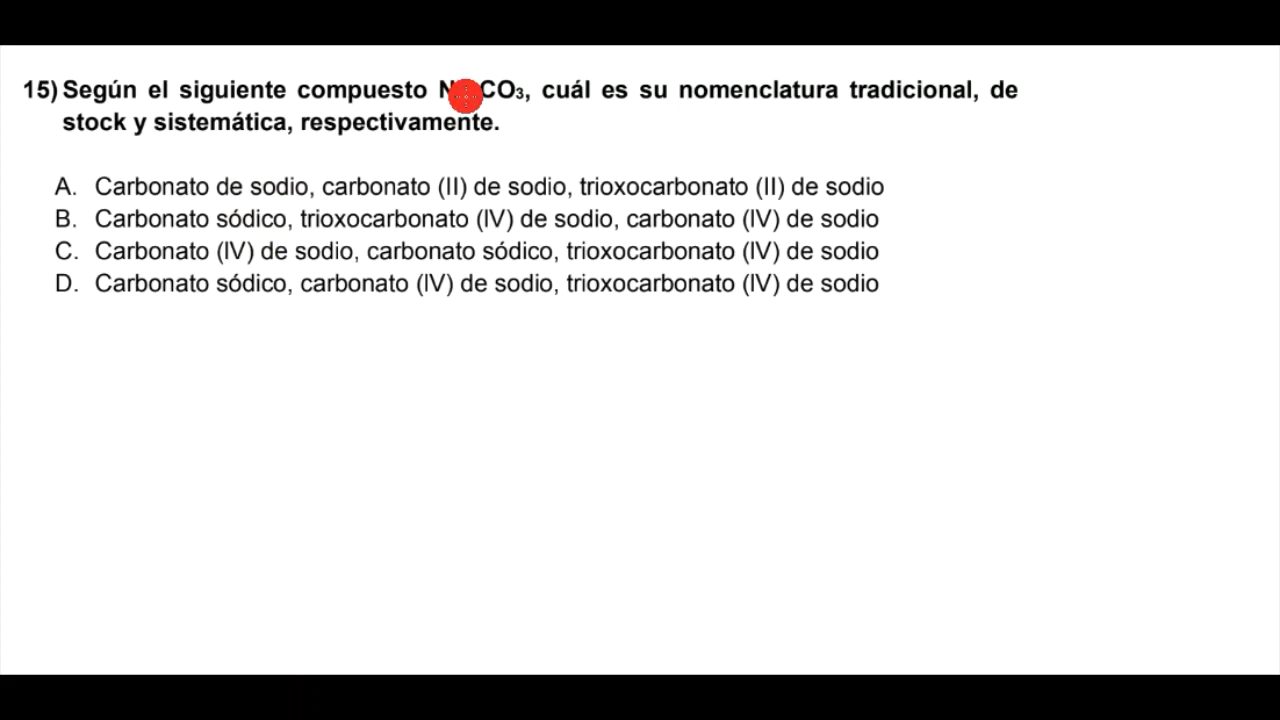 15) Según el siguiente compuesto CO₃, cuál es su nomenclatura tradicional, de
stock y sistemática, respectivamente.
A. Carbonato de sodio, carbonato (II) de sodio, trioxocarbonato (II) de sodio
B. Carbonato sódico, trioxocarbonato (IV) de sodio, carbonato (IV) de sodio
C. Carbonato (IV) de sodio, carbonato sódico, trioxocarbonato (IV) de sodio
D. Carbonato sódico, carbonato (IV) de sodio, trioxocarbonato (IV) de sodio